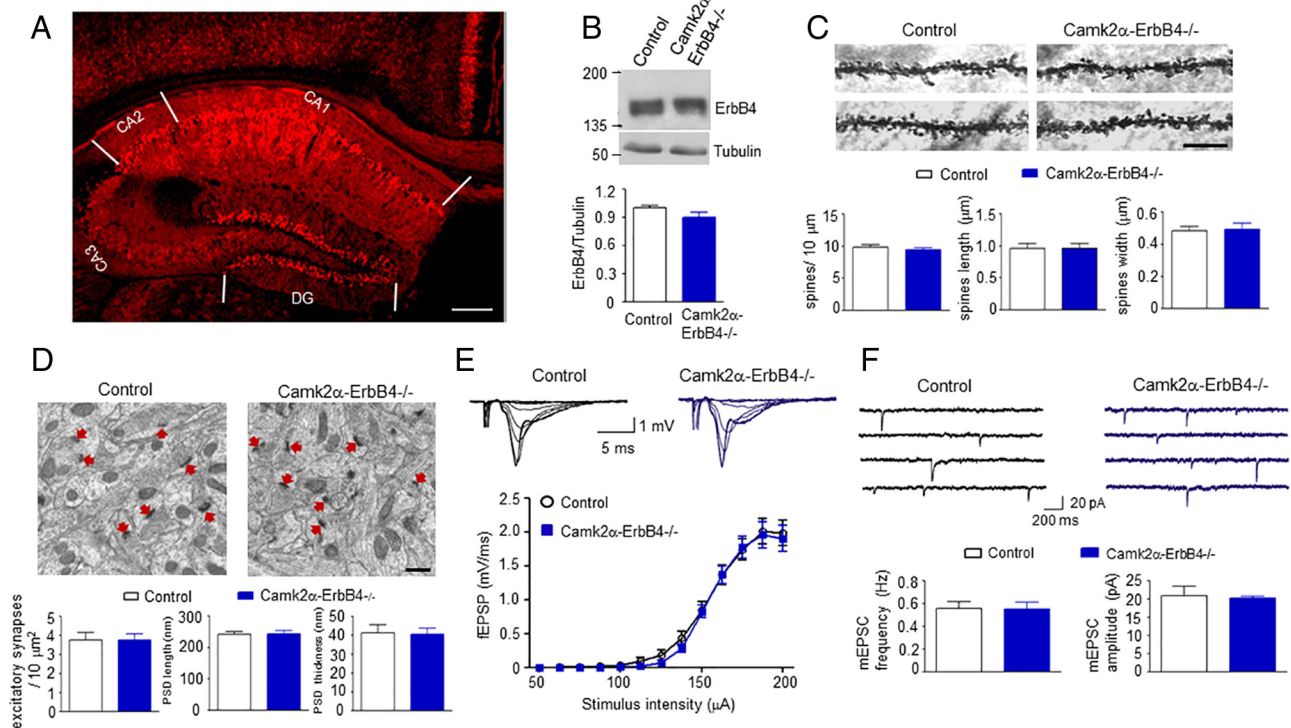 A
CA2
CA1
CA3
DG
B
Control
Camk2α-
ErbB4-/-
200
135
50
ErbB4
Tubulin
ErbB4/Tubulin
1.2
0.9
0.6
0.3
0
Control
Camk2α-
ErbB4-/-
C
Control
Camk2α-ErbB4-/-
Control
Camk2α-ErbB4-/-
spines/ 10 μm
15
10
5
0
spines length (μm)
1.5
1.0
0.5
0.0
spines width (μm)
0.6
0.4
0.2
0
D
Control
Camk2α-ErbB4-/-
Control
Camk2α-ErbB4-/-
excitatory synapses
/ 10 μm2
5
4
3
2
1
0
PSD length(nm)
300
200
100
0
PSD thickness (nm)
50
40
30
20
10
0
E
Control
Camk2α-ErbB4-/-
1 mV
5 ms
Control
Camk2α-ErbB4-/-
fEPSP (mV//ms)
2.5
2.0
1.5
1.0
0.5
0
50
100
150
200
Stimulus intensity (μA)
F
Control
Camk2α-ErbB4-/-
20 pA
200 ms
Control
Camk2α-ErbB4-/-
mEPSC
frequency (Hz)
0.8
0.6
0.4
0.2
0
mEPSC
amplitude (pA)
25
20
15
10
5
0